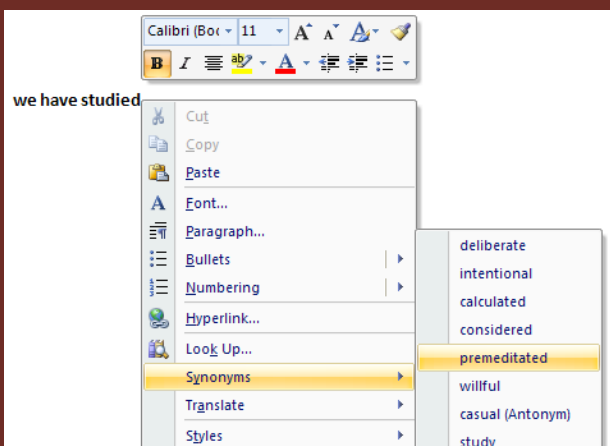 Calibri (Boc 11 A A A
B I ab A
we have studied
Cut
Copy
Paste
A Font...
Paragraph...
Bullets
Numbering
Hyperlink...
Look Up...
Synonyms
Translate
Styles
deliberate
intentional
calculated
considered
premeditated
willful
casual (Antonym)
study